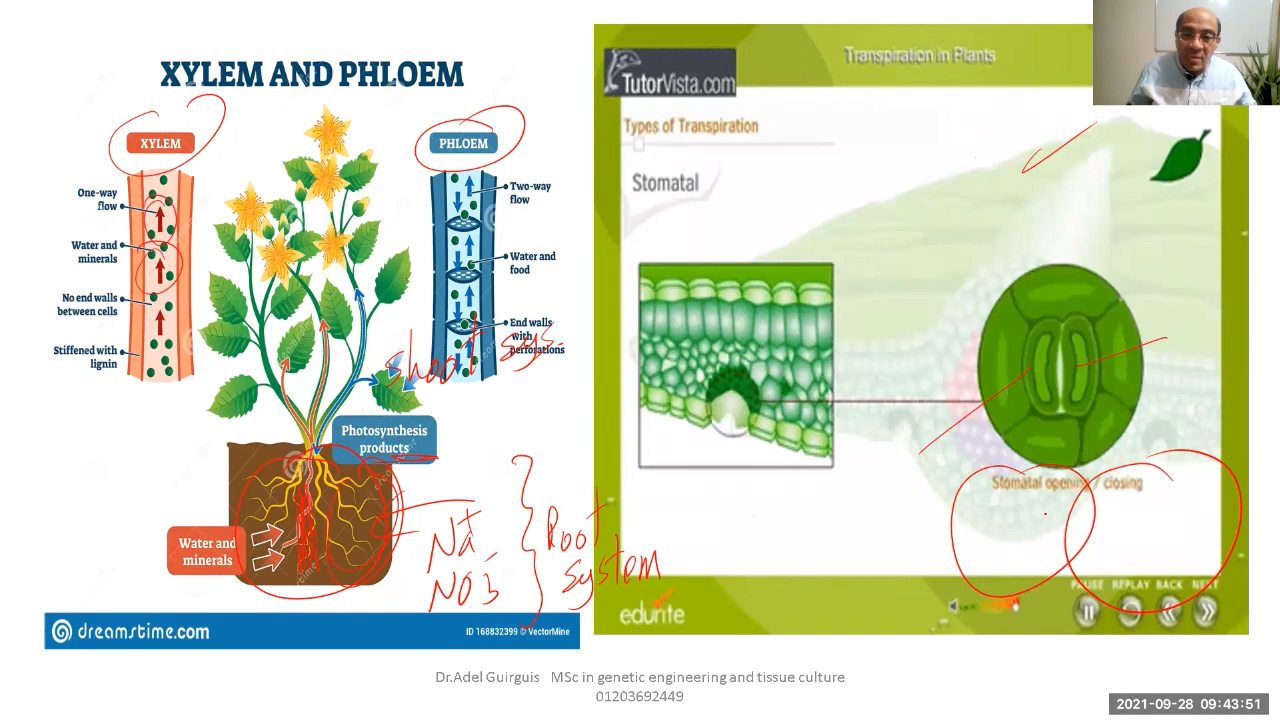 XYLEM AND PHLOEM
XYLEM
One-way
flow
Water and
minerals
No end walls
between cells
Stiffened with
lignin
PHLOEM
Two-way
flow
Water and
food
End walls
with
perforations
shoot sys.
Photosynthesis
products
Water and
minerals
Na+
NO3-
Root
system
dreamstime.com
ID 168832399 © VectorMine
TutorVista.com
Transpiration in Plants
Types of Transpiration
Stomatal
Stomatal opening / closing
PAUSE REPLAY BACK NEXT
edurite
Dr.Adel Guirguis MSc in genetic engineering and tissue culture
01203692449
2021-09-28 09:43:51